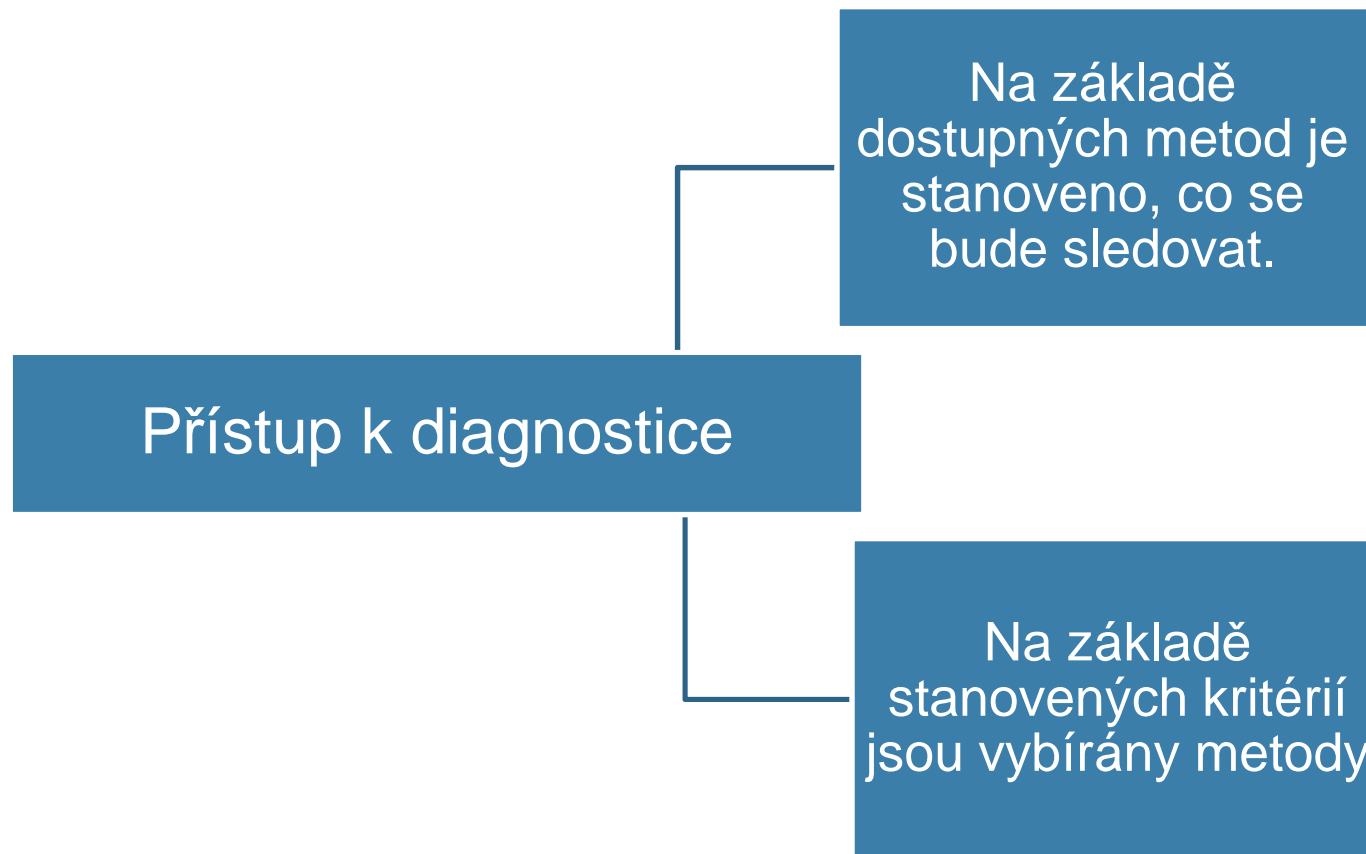 Na základě
dostupných metod je
stanoveno, co se
bude sledovat.
Přístup k diagnostice
Na základě
stanovených kritérií
jsou vybírány metody